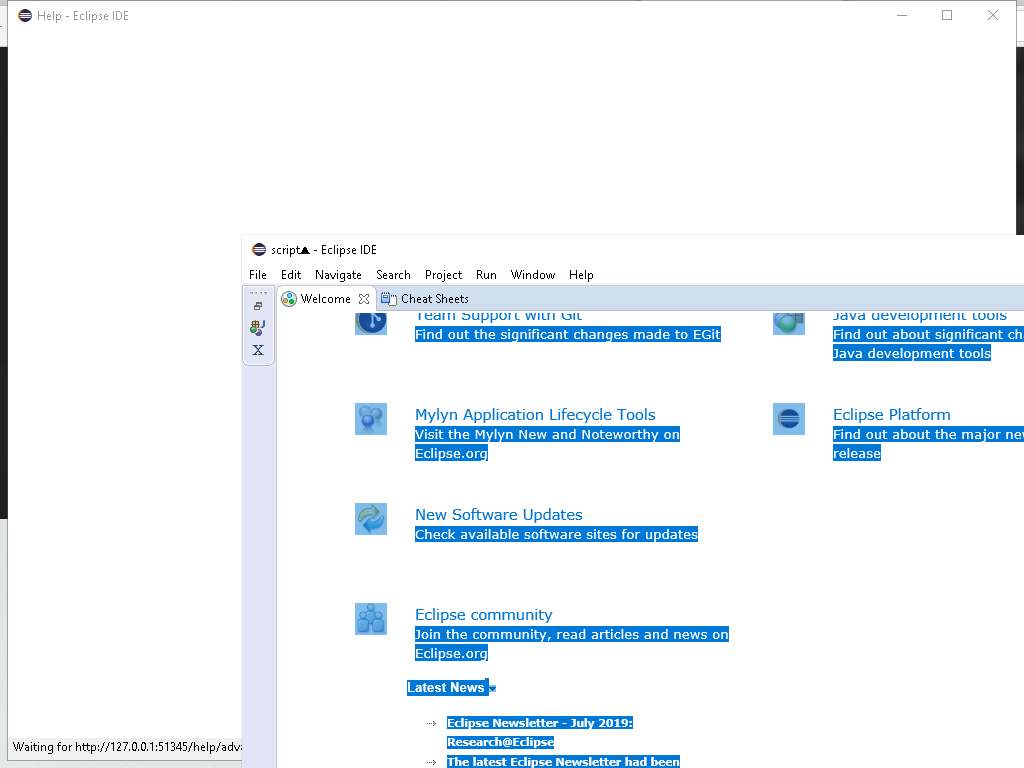 Help - Eclipse IDE
script▲ - Eclipse IDE
File Edit Navigate Search Project Run Window Help
Welcome Cheat Sheets
Team Support with Git
Find out the significant changes made to EGit
Java development tools
Find out about significant ch
Java development tools
Mylyn Application Lifecycle Tools
Visit the Mylyn New and Noteworthy on
Eclipse.org
Eclipse Platform
Find out about the major new
release
New Software Updates
Check available software sites for updates
Eclipse community
Join the community, read articles and news on
Eclipse.org
Latest News
Eclipse Newsletter - July 2019:
Research@Eclipse
The latest Eclipse Newsletter had been
Waiting for http://127.0.0.1:51345/help/adva